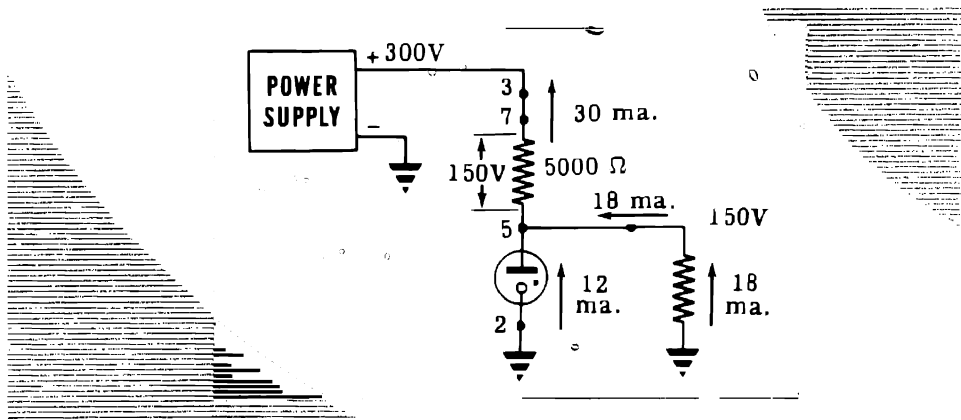 + 300V
POWER
SUPPLY
−
3
7
30 ma.
150V
5000 Ω
18 ma.
150V
5
12
ma.
18
ma.
2